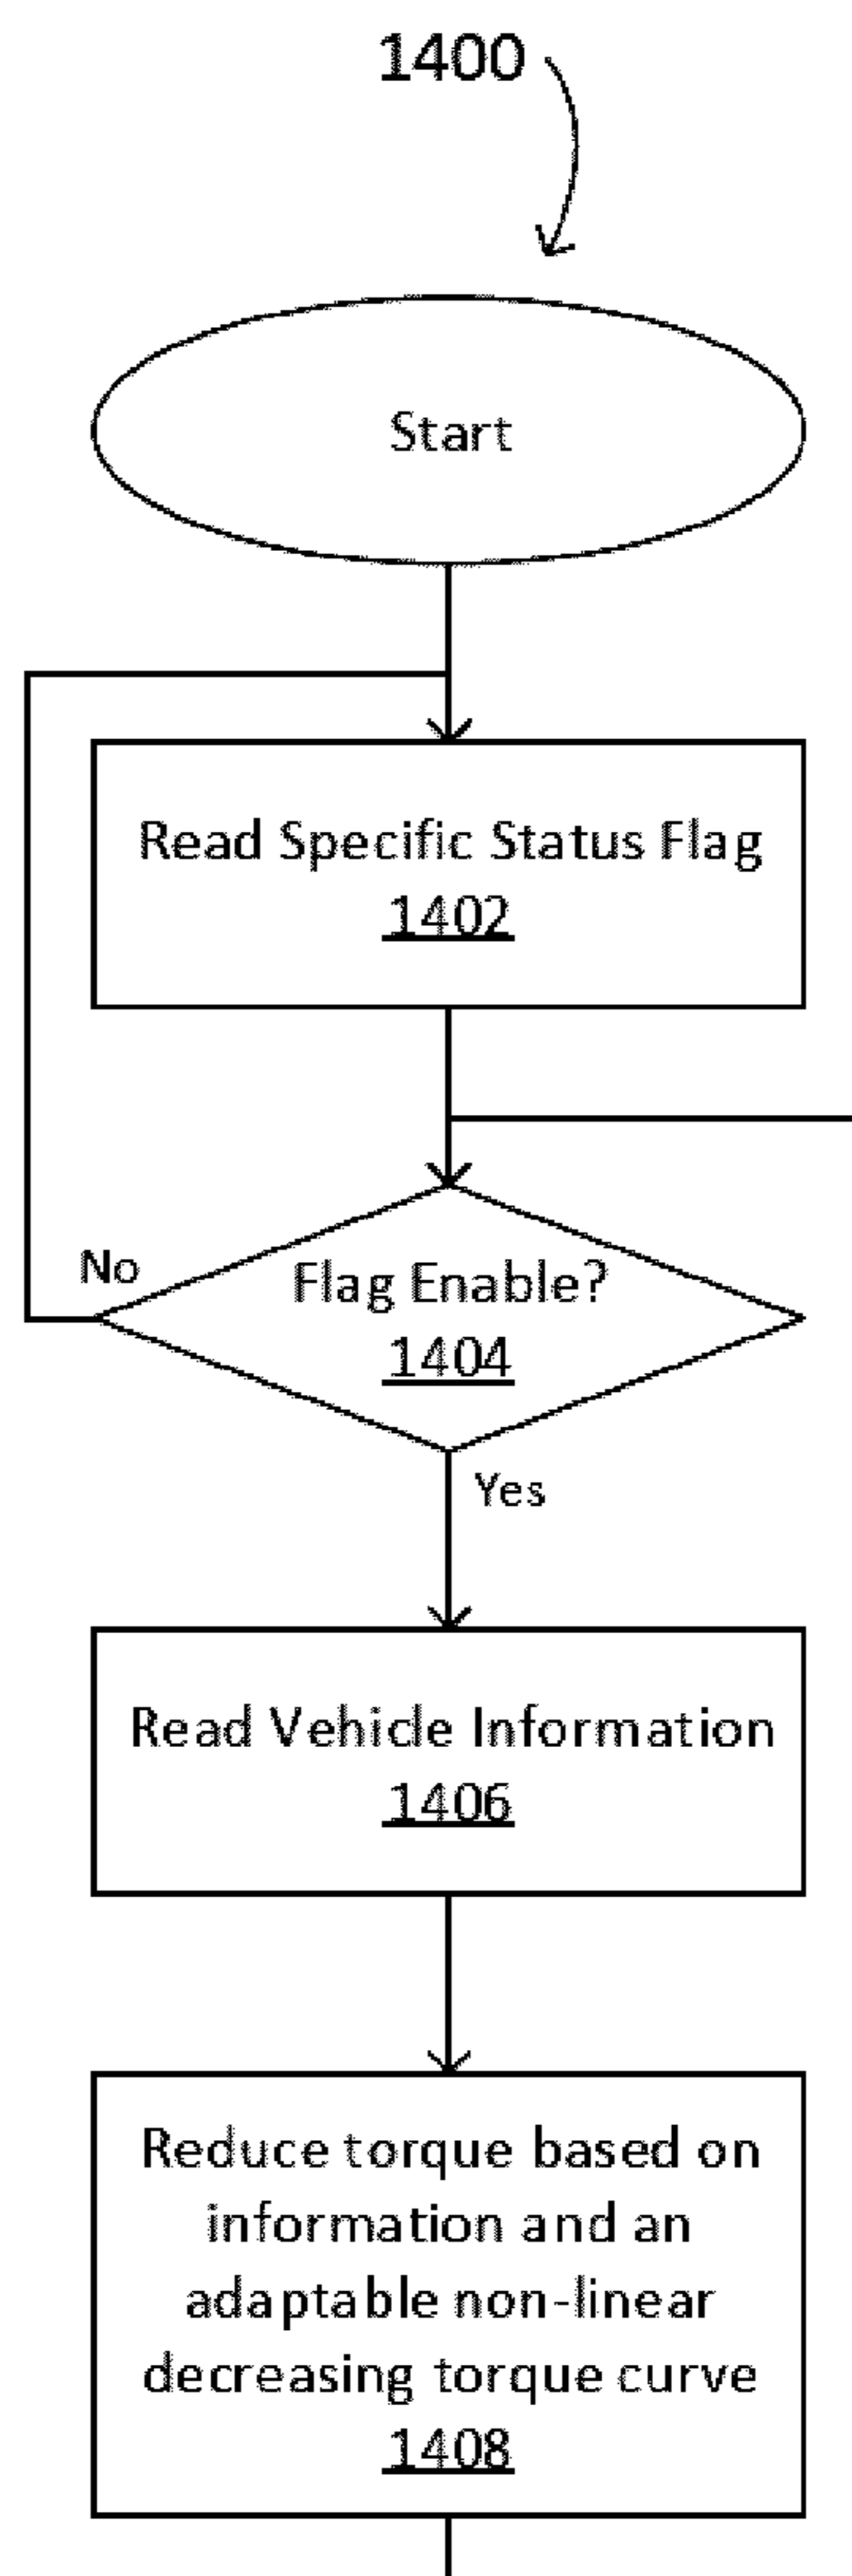 1400
Start
Read Specific Status Flag
1402
No
Flag Enable?
1404
Yes
Read Vehicle Information
1406
Reduce torque based on
information and an
adaptable non-linear
decreasing torque curve
1408